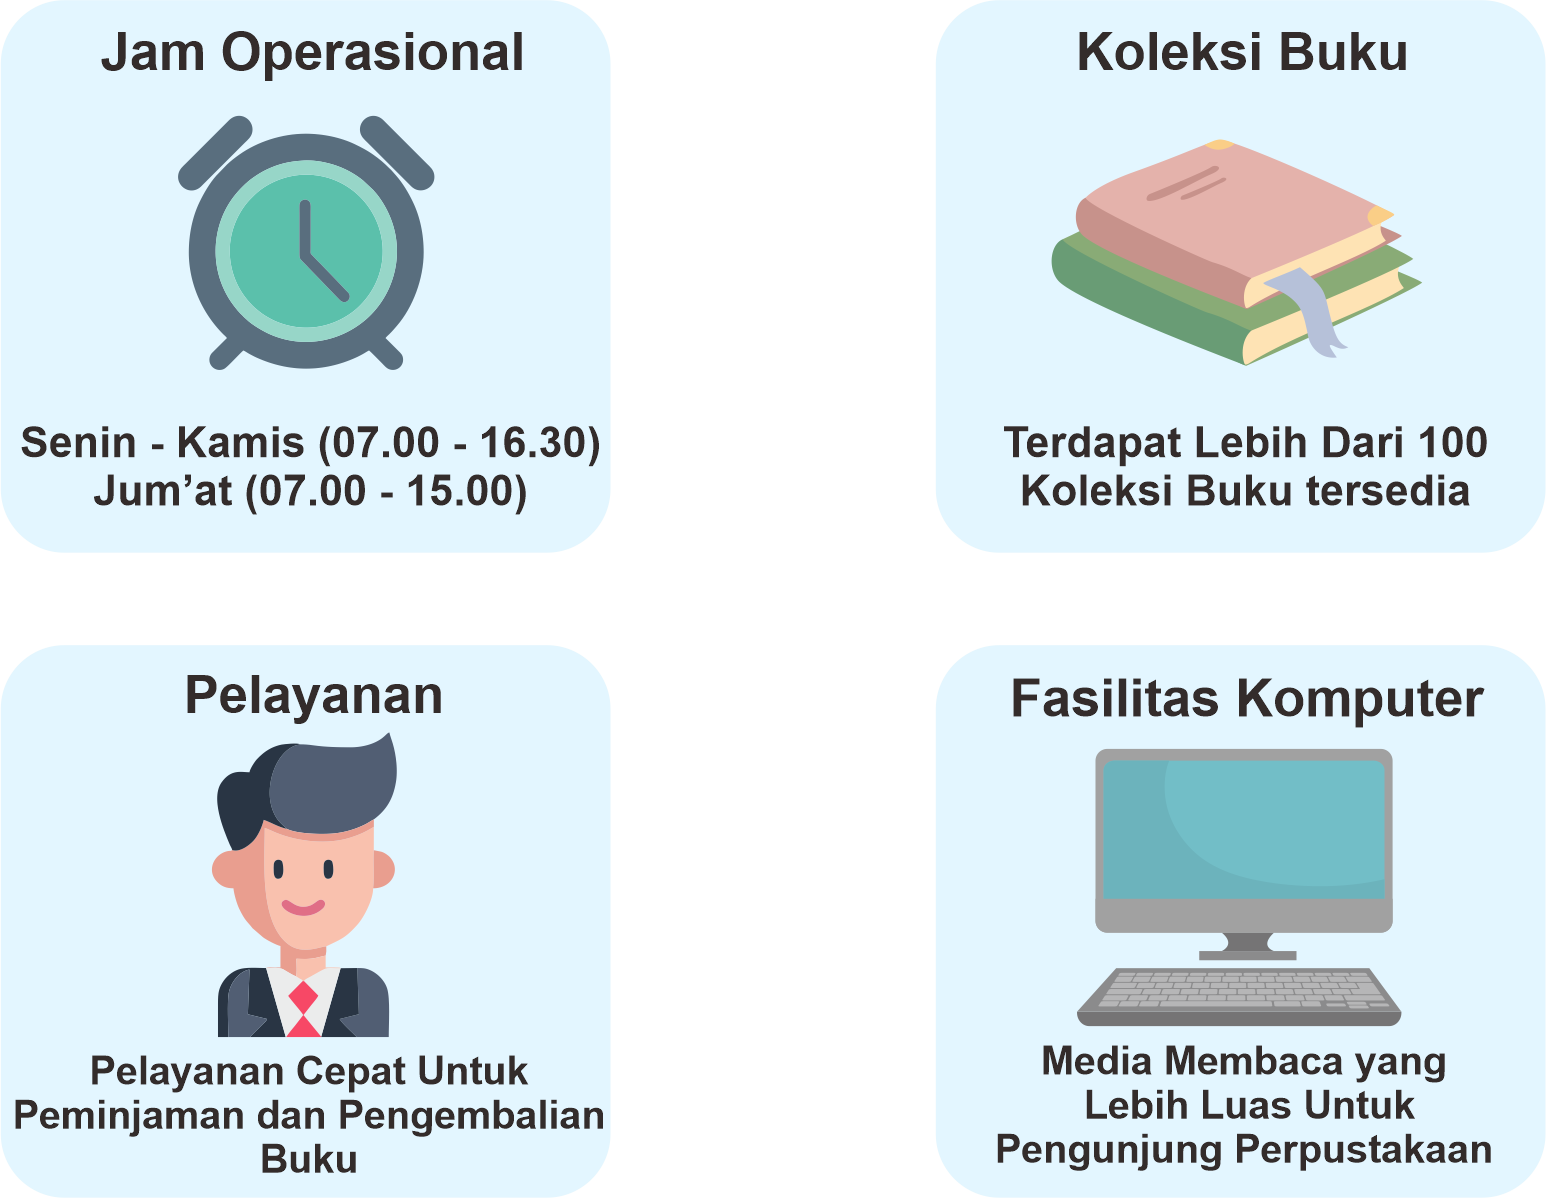 Jam Operasional
Senin - Kamis (07.00 - 16.30)
Jum’at (07.00 - 15.00)
Koleksi Buku
Terdapat Lebih Dari 100
Koleksi Buku tersedia
Pelayanan
Pelayanan Cepat Untuk
Peminjaman dan Pengembalian
Buku
Fasilitas Komputer
Media Membaca yang
Lebih Luas Untuk
Pengunjung Perpustakaan